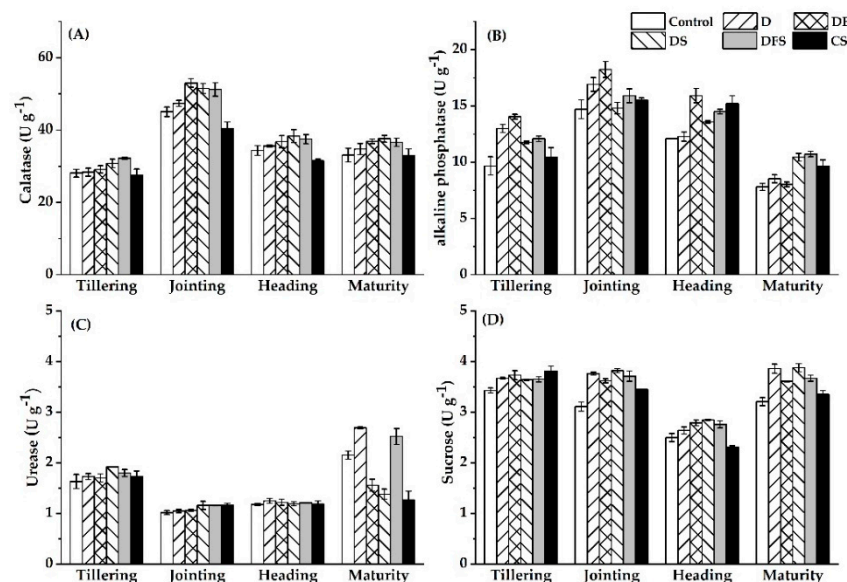 (A)
Calatase (U g⁻¹)
60
40
20
0
Tillering Jointing Heading Maturity
(B)
Control D
DS DFS CS
alkaline phosphatase (U g⁻¹)
20
15
10
5
0
Tillering Jointing Heading Maturity
(C)
Urease (U g⁻¹)
5
4
3
2
1
0
Tillering Jointing Heading Maturity
(D)
Sucrose (U g⁻¹)
5
4
3
2
1
0
Tillering Jointing Heading Maturity